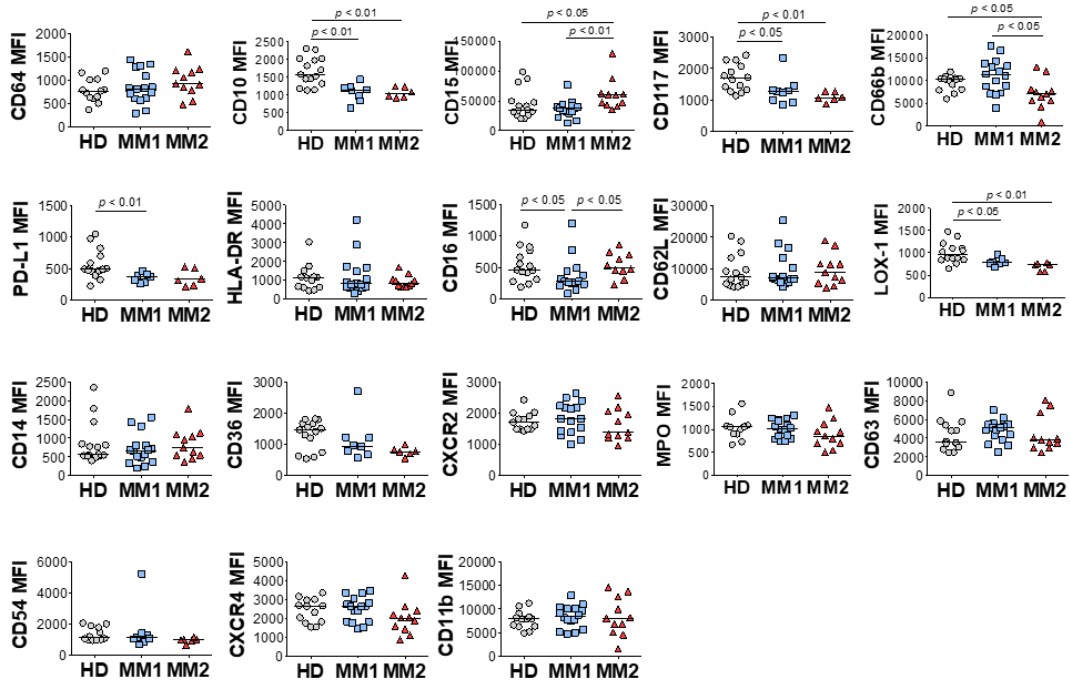 CD64 MFI
2000
1500
1000
500
0
HD MM1 MM2
CD10 MFI
p < 0.01
p < 0.01
2500
2000
1500
1000
500
0
HD MM1 MM2
CD15 MFI
p < 0.05
p < 0.01
150000
100000
50000
0
HD MM1 MM2
CD117 MFI
p < 0.01
p < 0.05
3000
2000
1000
0
HD MM1 MM2
CD66b MFI
p < 0.05
p < 0.05
20000
15000
10000
5000
0
HD MM1 MM2
PD-L1 MFI
p < 0.01
1500
1000
500
0
HD MM1 MM2
HLA-DR MFI
5000
4000
3000
2000
1000
0
HD MM1 MM2
CD16 MFI
p < 0.05 p < 0.05
1500
1000
500
0
HD MM1 MM2
CD62L MFI
30000
20000
10000
0
HD MM1 MM2
LOX-1 MFI
p < 0.01
p < 0.05
2000
1500
1000
500
0
HD MM1 MM2
CD14 MFI
2500
2000
1500
1000
500
0
HD MM1 MM2
CD36 MFI
3000
2000
1000
0
HD MM1 MM2
CXCR2 MFI
3000
2000
1000
0
HD MM1 MM2
MPO MFI
2000
1500
1000
500
0
HD MM1 MM2
CD63 MFI
10000
8000
6000
4000
2000
0
HD MM1 MM2
CD54 MFI
6000
4000
2000
0
HD MM1 MM2
CXCR4 MFI
5000
4000
3000
2000
1000
0
HD MM1 MM2
CD11b MFI
20000
15000
10000
5000
0
HD MM1 MM2